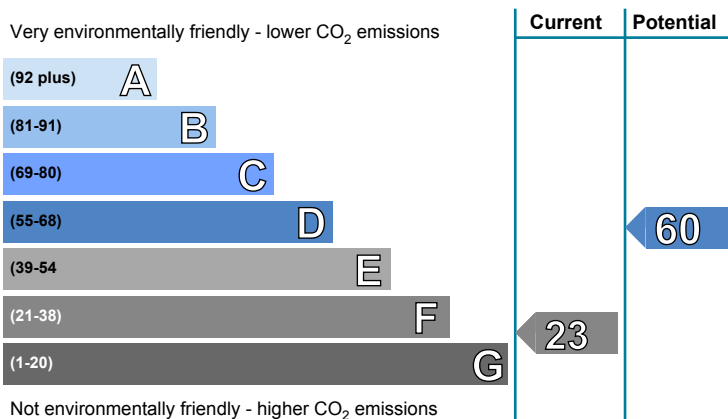 Very environmentally friendly - lower CO₂ emissions
Current
Potential
(92 plus) A
(81-91) B
(69-80) C
(55-68) D
60
(39-54 E
(21-38) F
23
(1-20) G
Not environmentally friendly - higher CO₂ emissions